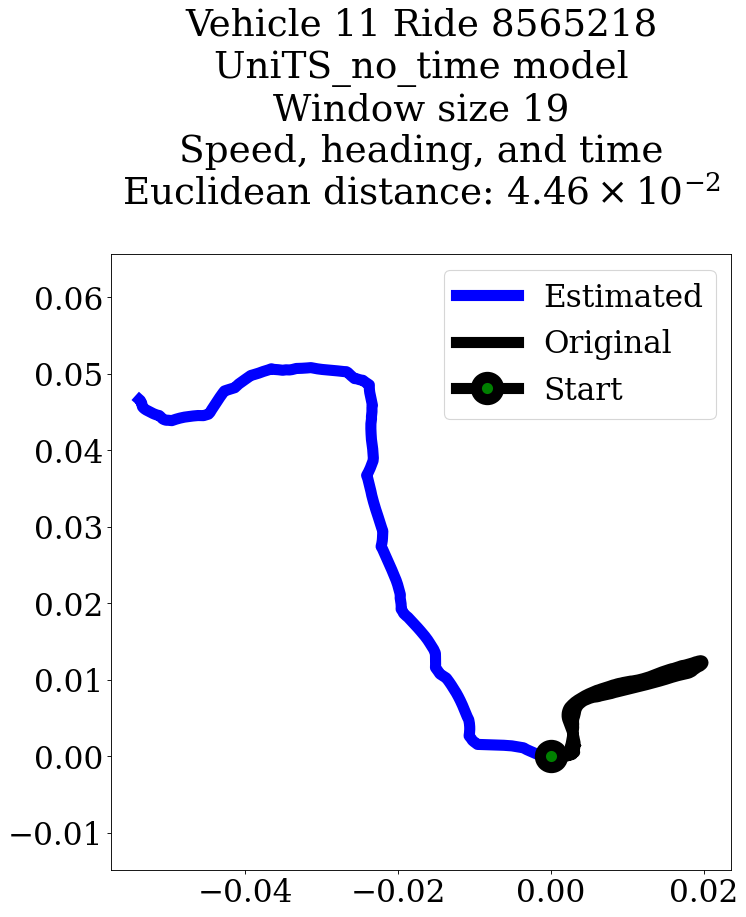 Vehicle 11 Ride 8565218
UniTS_no_time model
Window size 19
Speed, heading, and time
Euclidean distance: 4.46 × 10⁻²
Estimated
Original
Start
0.06
0.05
0.04
0.03
0.02
0.01
0.00
−0.01
−0.04
−0.02
0.00
0.02